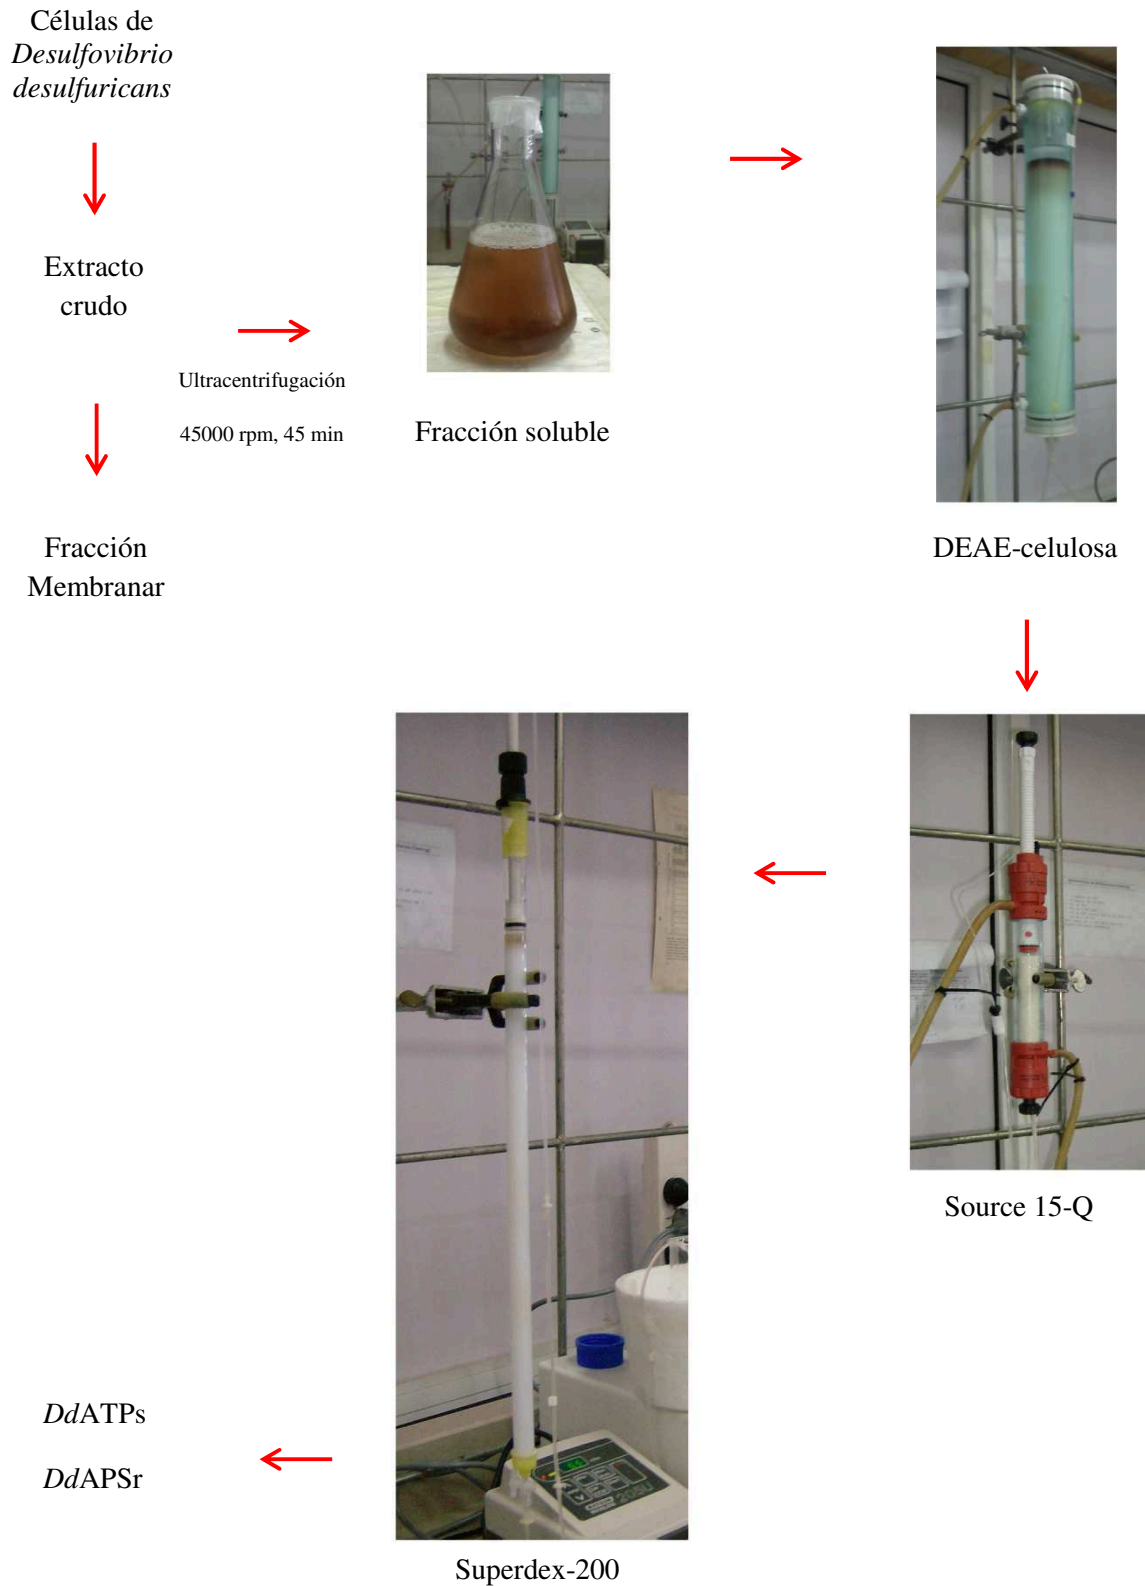 Células de
Desulfovibrio
desulfuricans
Extracto
crudo
Ultracentrifugación
45000 rpm, 45 min
Fracción soluble
Fracción
Membranar
DEAE-celulosa
Source 15-Q
DdATPs
DdAPSr
Superdex-200